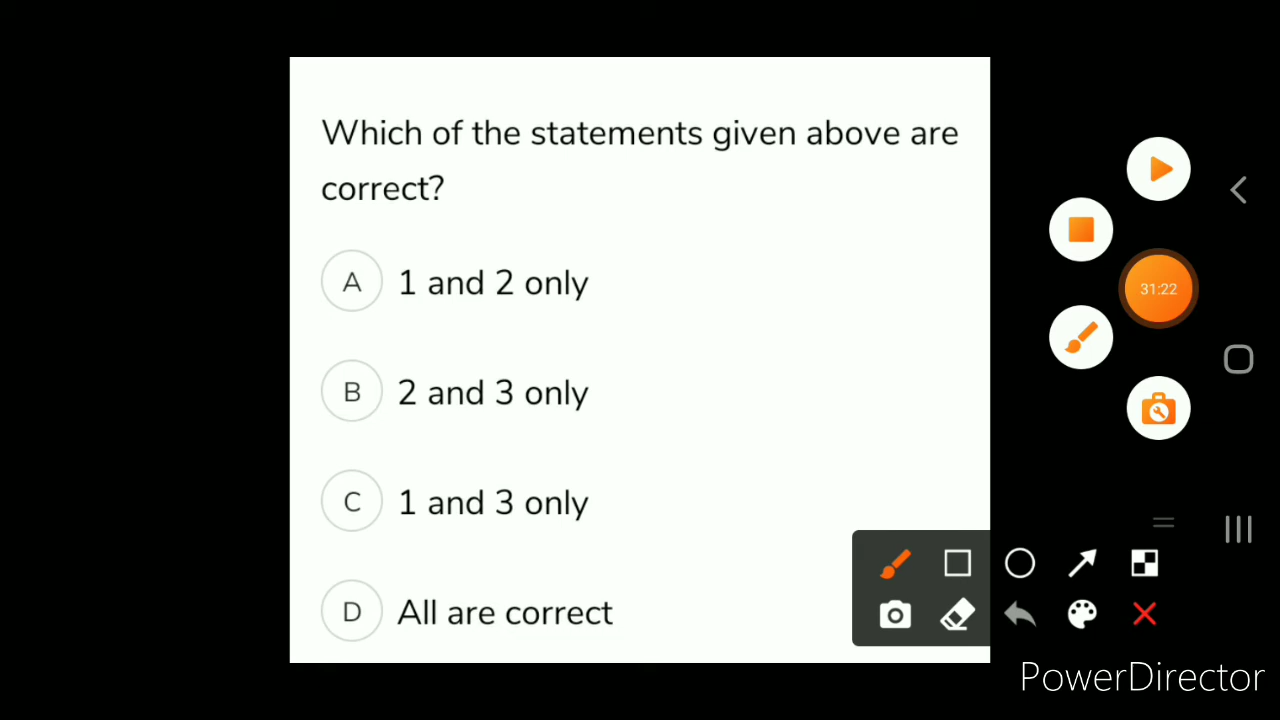 Which of the statements given above are
correct?
A 1 and 2 only
B 2 and 3 only
C 1 and 3 only
D All are correct
31:22
PowerDirector